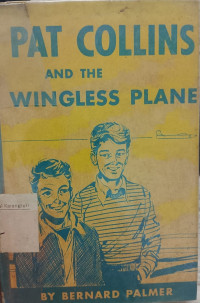 PAT COLLINS
AND THE
WINGLESS PLANE
BY BERNARD PALMER